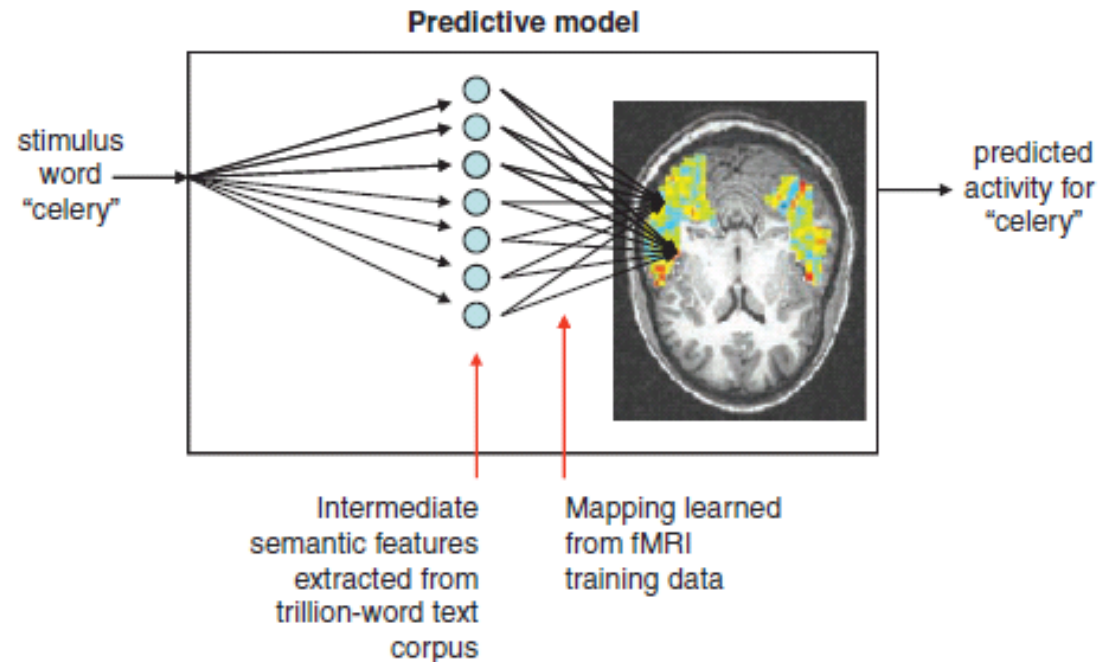 Predictive model
stimulus
word
“celery”
predicted
activity for
“celery”
Intermediate
semantic features
extracted from
trillion-word text
corpus
Mapping learned
from fMRI
training data